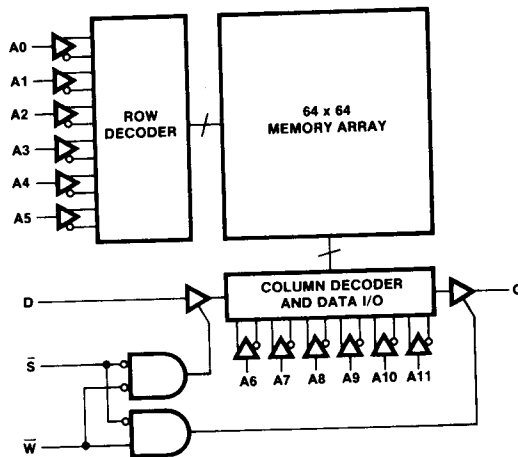 A0
A1
A2
A3
A4
A5
ROW
DECODER
64 x 64
MEMORY ARRAY
D
COLUMN DECODER
AND DATA I/O
Q
A6 A7 A8 A9 A10 A11
S̅
W̅